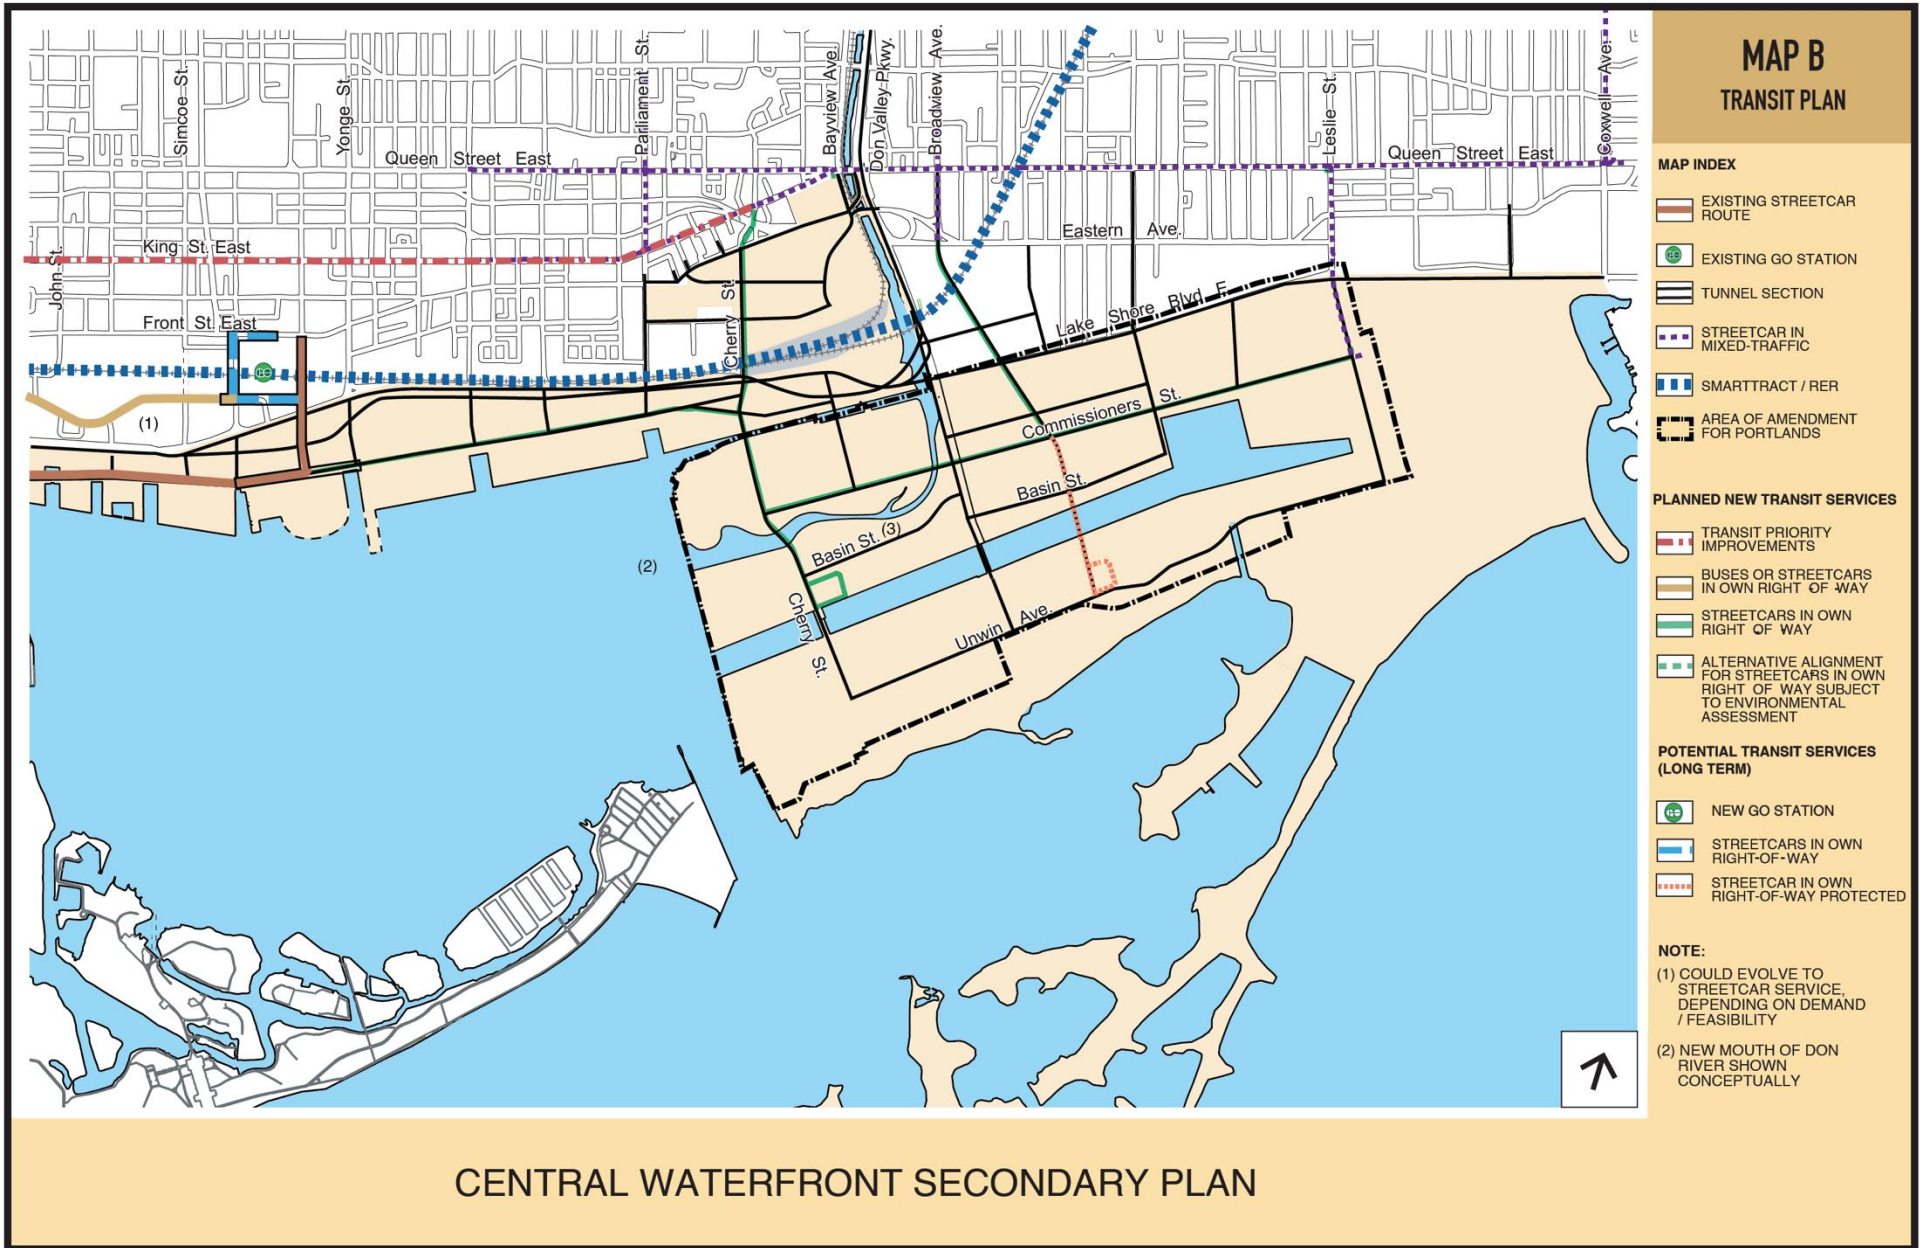 Simcoe St.
Yonge St.
Parliament St.
Bayview Ave.
Don Valley Pkwy.
Broadview Ave.
Leslie St.
Coxwell Ave.
Queen Street East
Queen Street East
King St. East
Eastern Ave.
John St.
Front St. East
Cherry St.
Lake Shore Blvd E
(1)
Commissioners St.
Basin St.
Basin St. (3)
(2)
Cherry St.
Unwin Ave.
MAP B
TRANSIT PLAN
MAP INDEX
EXISTING STREETCAR
ROUTE
GO
EXISTING GO STATION
TUNNEL SECTION
STREETCAR IN
MIXED-TRAFFIC
SMARTTRACT / RER
AREA OF AMENDMENT
FOR PORTLANDS
PLANNED NEW TRANSIT SERVICES
TRANSIT PRIORITY
IMPROVEMENTS
BUSES OR STREETCARS
IN OWN RIGHT OF WAY
STREETCARS IN OWN
RIGHT OF WAY
ALTERNATIVE ALIGNMENT
FOR STREETCARS IN OWN
RIGHT OF WAY SUBJECT
TO ENVIRONMENTAL
ASSESSMENT
POTENTIAL TRANSIT SERVICES
(LONG TERM)
GO
NEW GO STATION
STREETCARS IN OWN
RIGHT-OF-WAY
STREETCAR IN OWN
RIGHT-OF-WAY PROTECTED
NOTE:
(1) COULD EVOLVE TO
STREETCAR SERVICE,
DEPENDING ON DEMAND
/ FEASIBILITY
(2) NEW MOUTH OF DON
RIVER SHOWN
CONCEPTUALLY
CENTRAL WATERFRONT SECONDARY PLAN